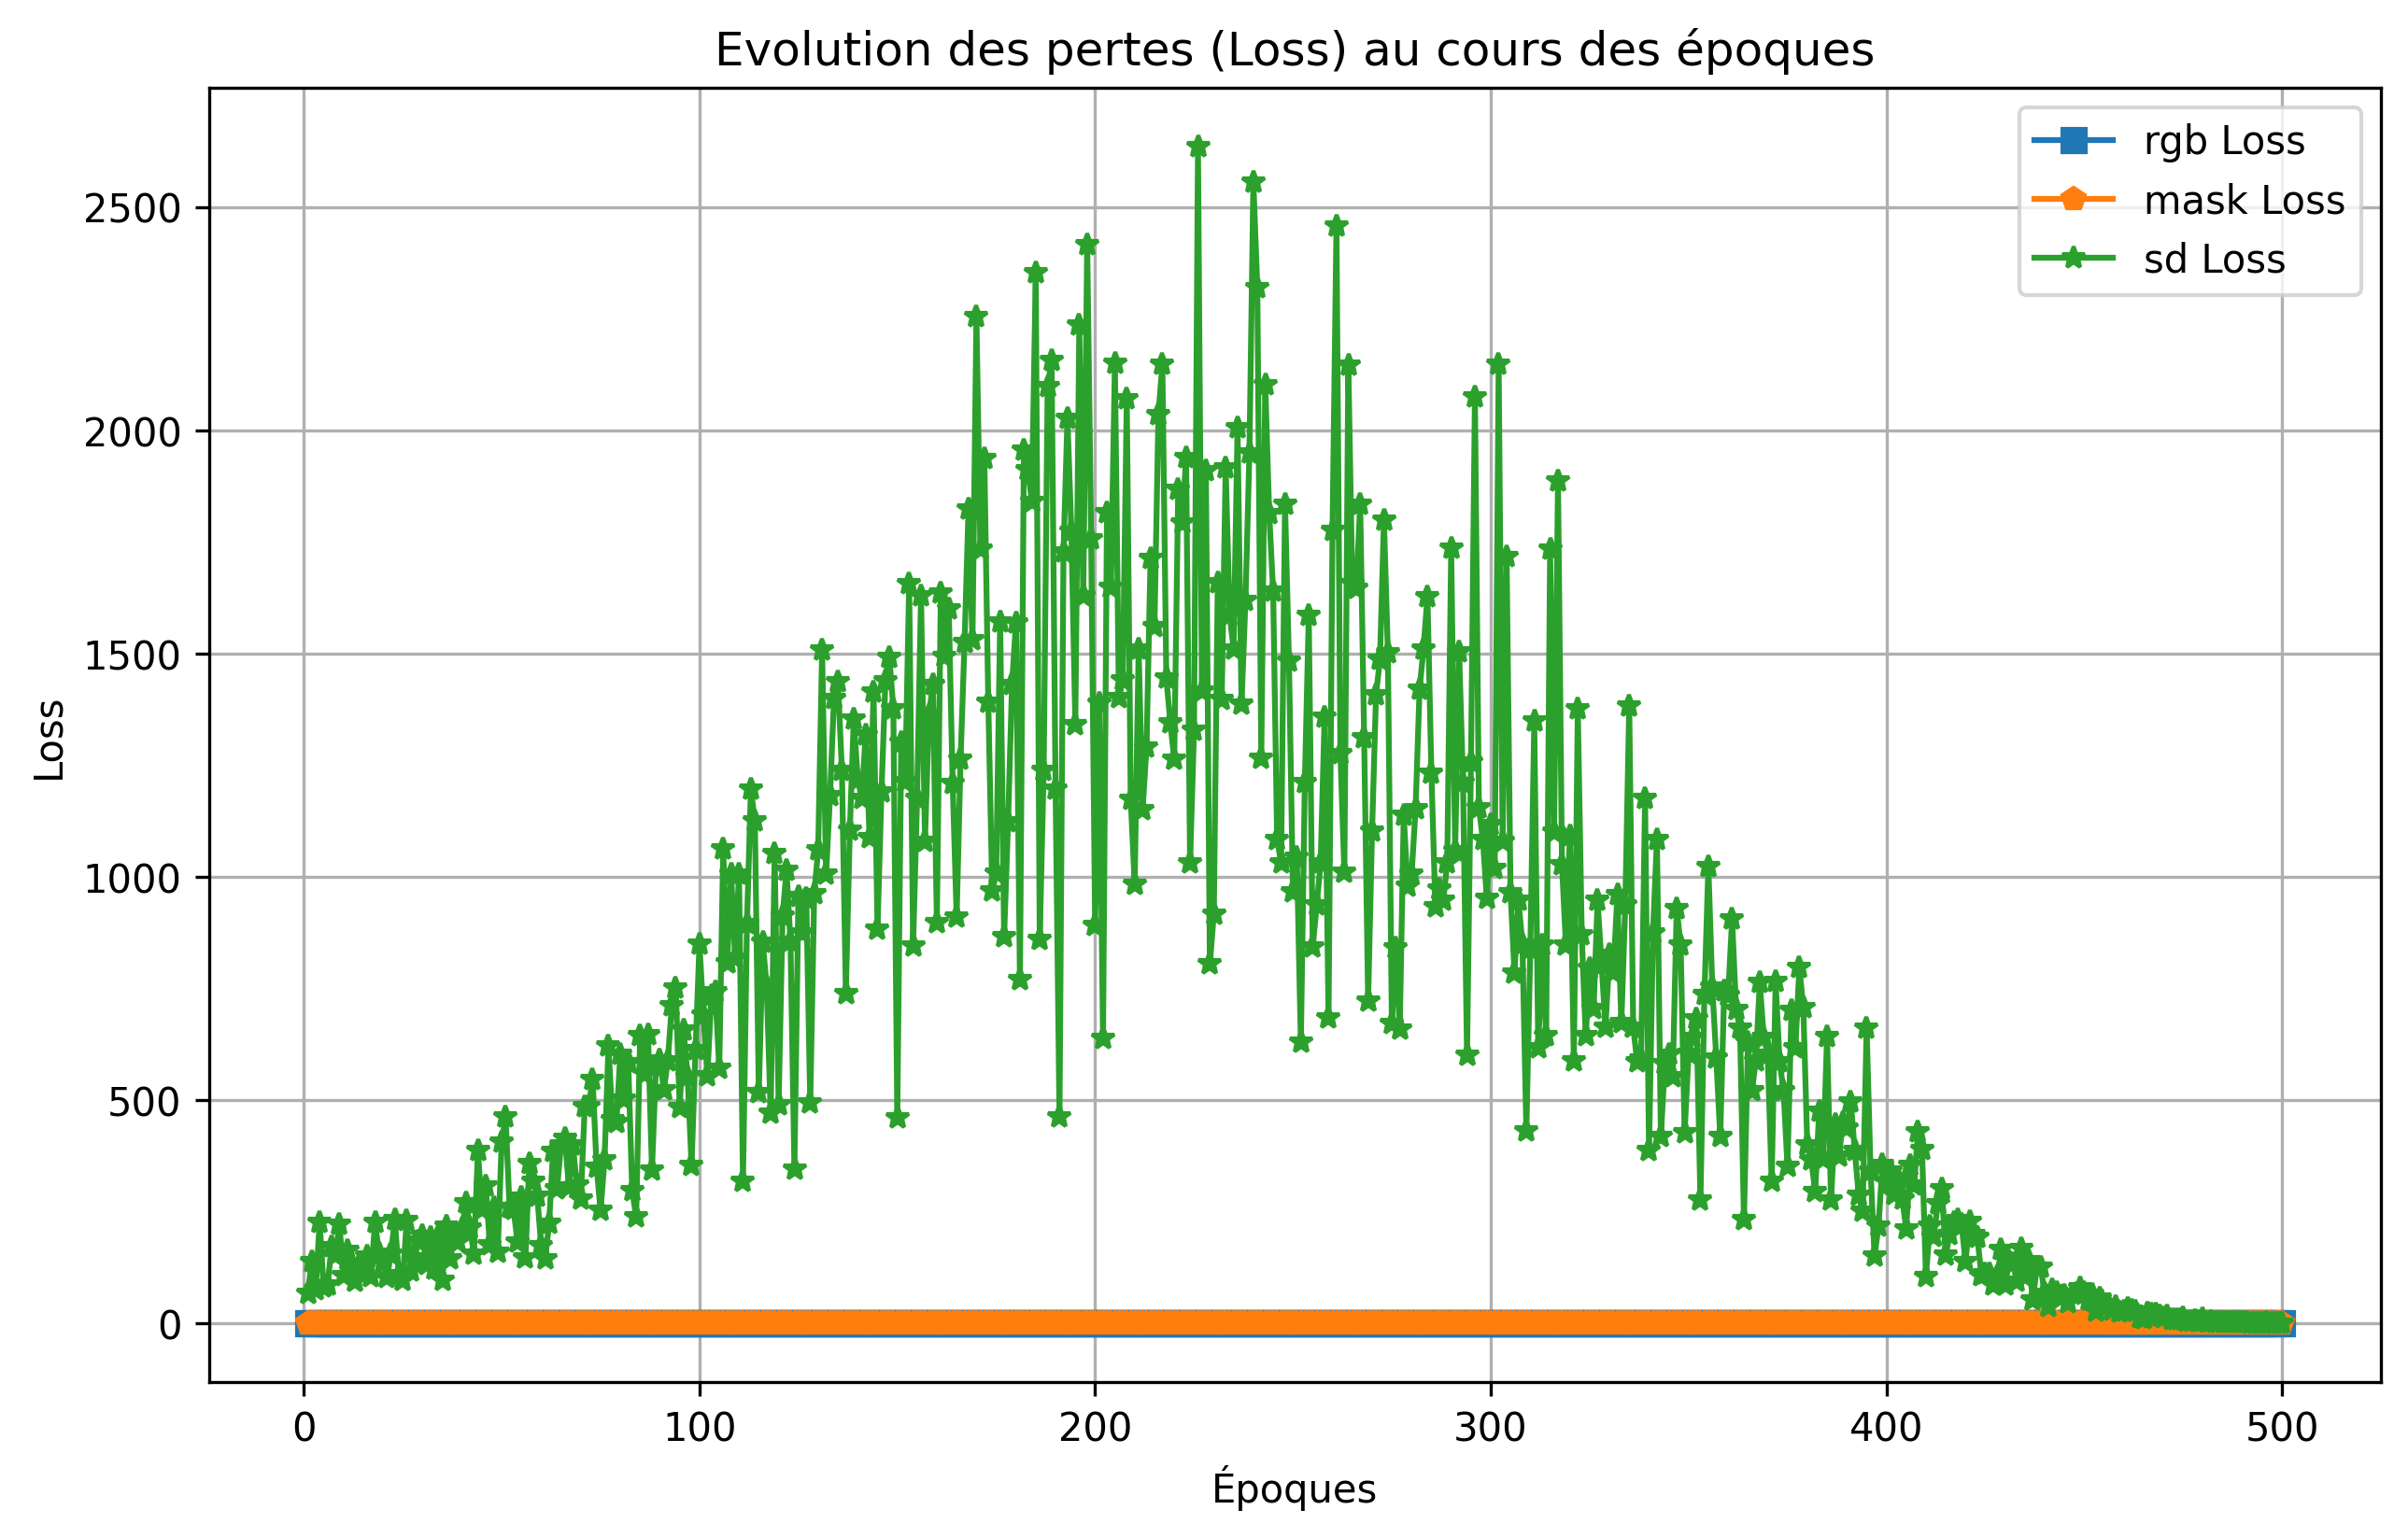 Evolution des pertes (Loss) au cours des époques
rgb Loss
mask Loss
sd Loss
2500
2000
1500
1000
500
0
Loss
0 100 200 300 400 500
Époques